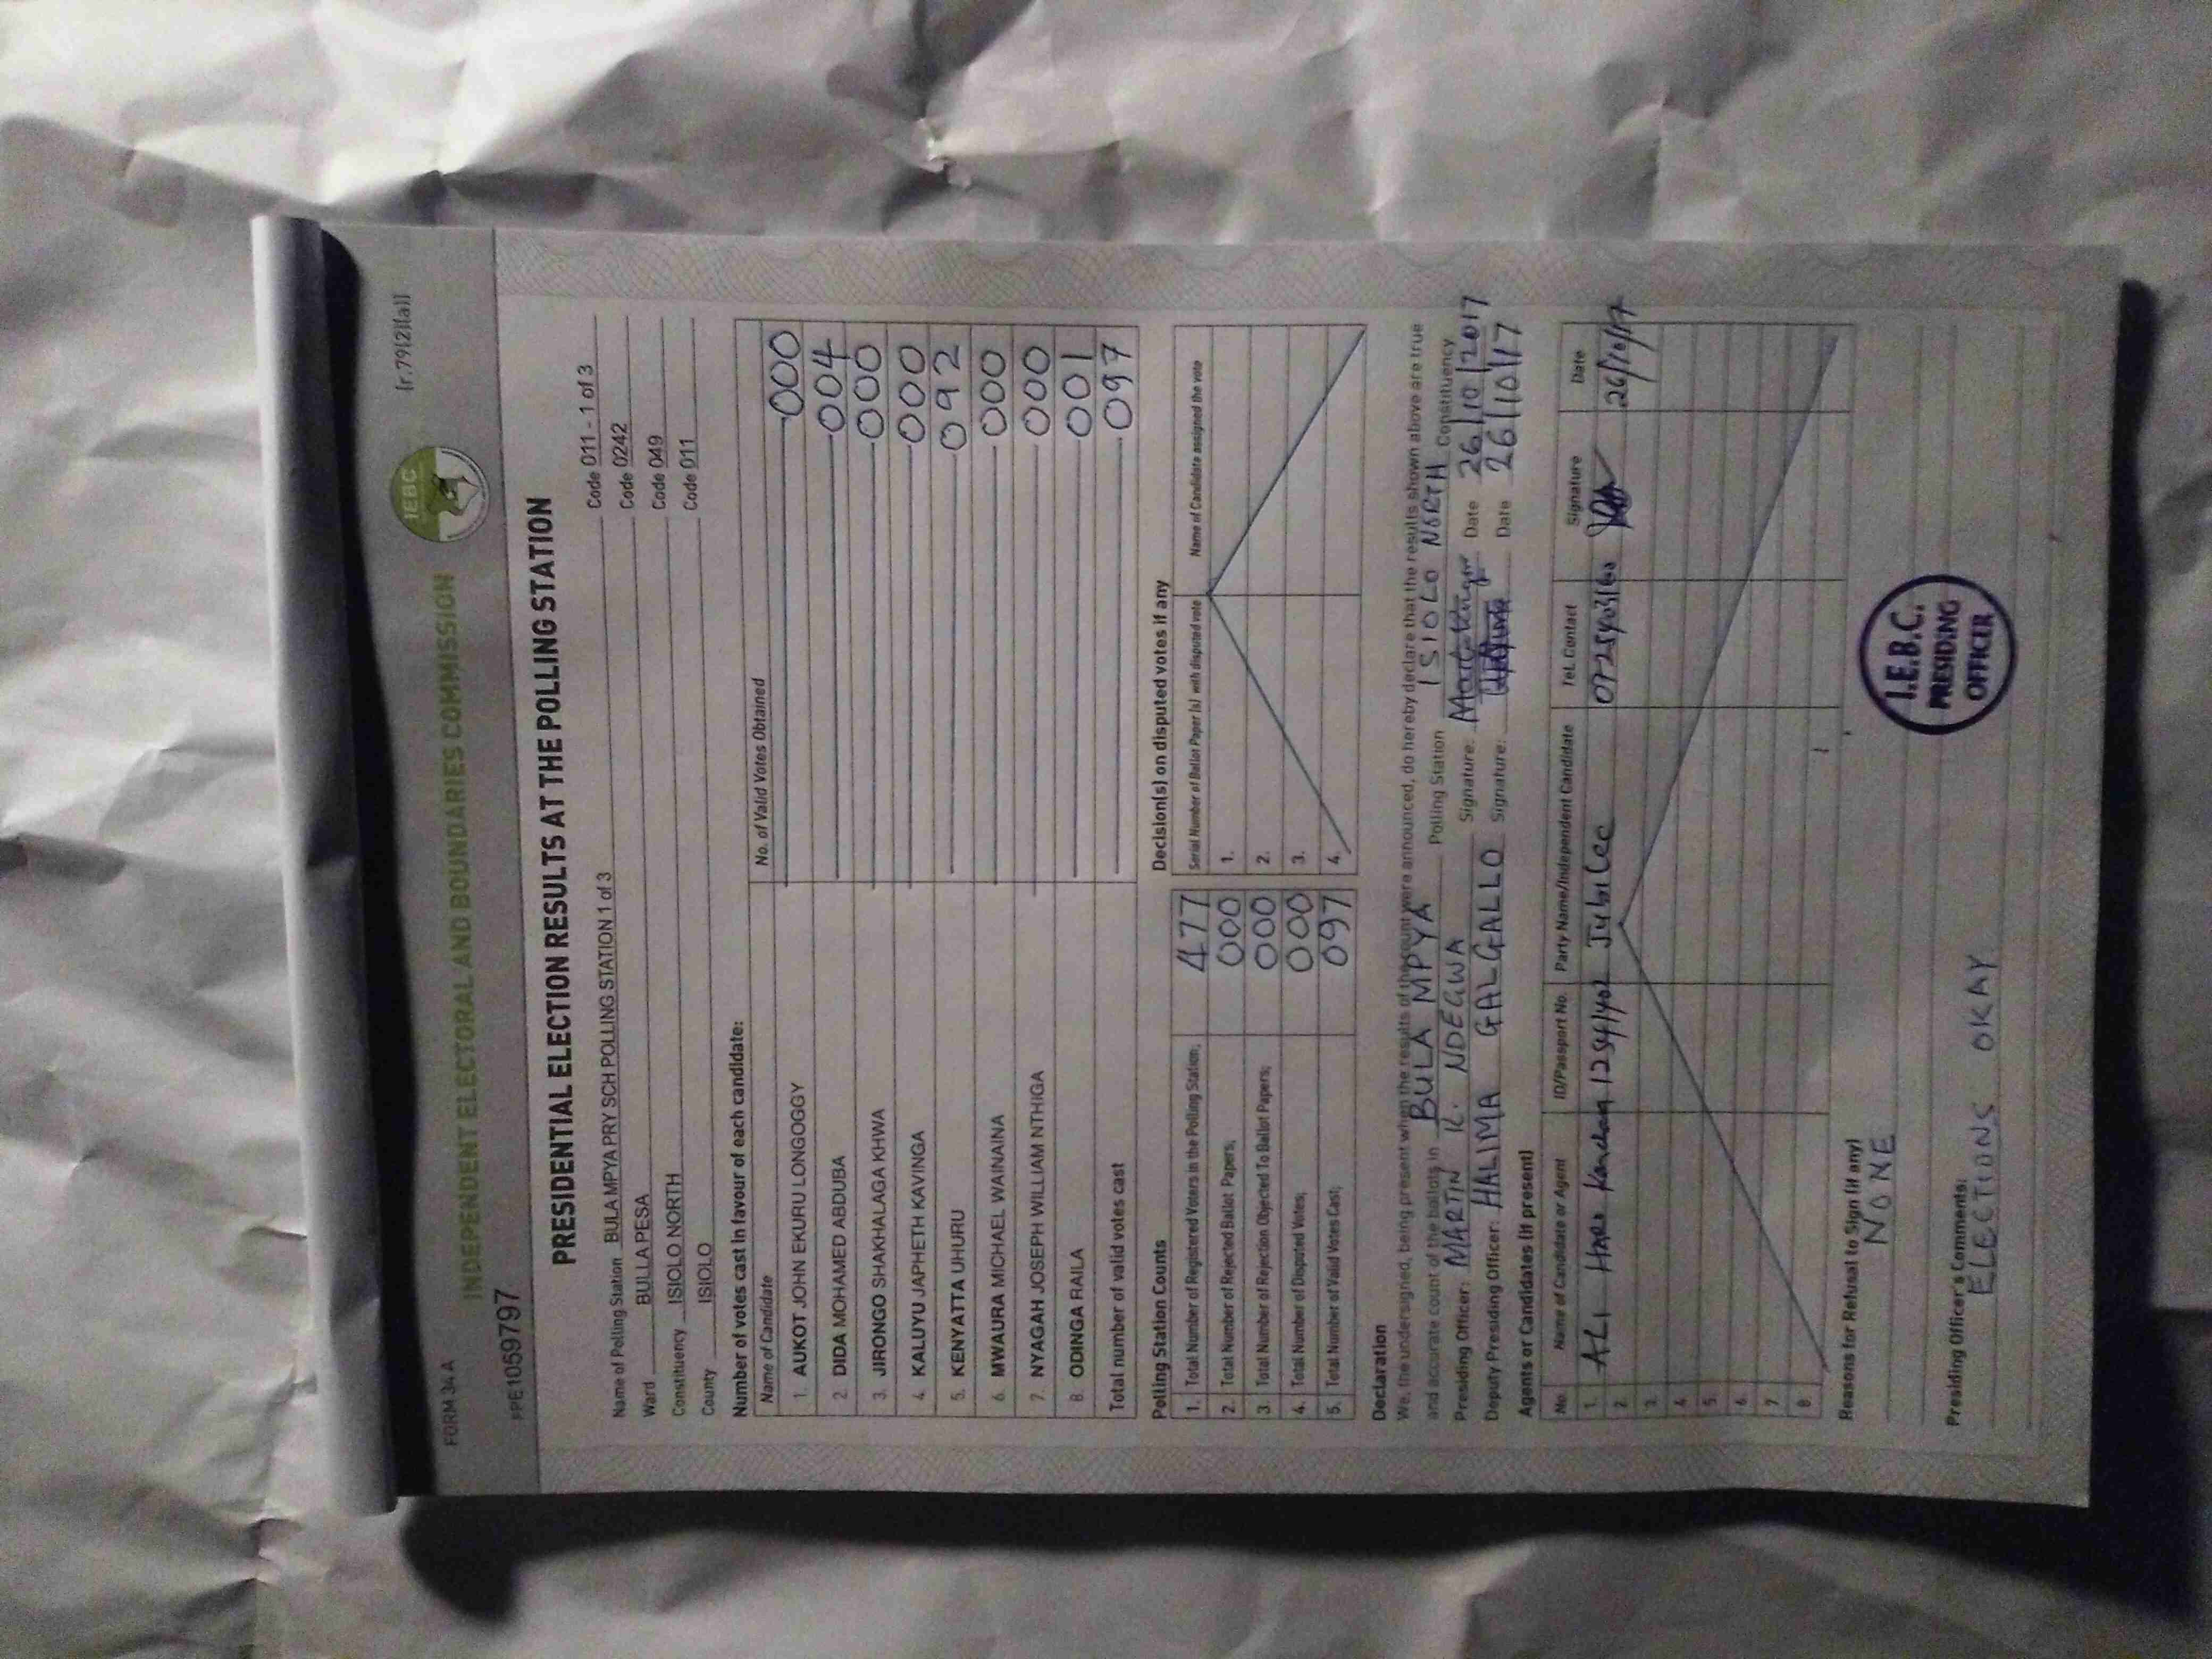 FORM 34A
INDEPENDENT ELECTORAL AND BOUNDARIES COMMISSION
IEBC
[r.79(2)(a)]
PPE1059797
PRESIDENTIAL ELECTION RESULTS AT THE POLLING STATION
Name of Polling Station BULA MPYA PRY SCH POLLING STATION 1 of 3 Code 011 - 1 of 3
Ward BULLA PESA Code 0242
Constituency ISIOLO NORTH Code 049
County ISIOLO Code 011
Number of votes cast in favour of each candidate:
Name of Candidate No. of Valid Votes Obtained
1. AUKOT JOHN EKURU LONGOGGY 000
2. DIDA MOHAMED ABDUBA 004
3. JIRONGO SHAKHALAGA KHWA 000
4. KALUYU JAPHETH KAVINGA 000
5. KENYATTA UHURU 092
6. MWAURA MICHAEL WAINAINA 000
7. NYAGAH JOSEPH WILLIAM NTHIGA 000
8. ODINGA RAILA 001
Total number of valid votes cast 097
Polling Station Counts
1. Total Number of Registered Voters in the Polling Station; 477
2. Total Number of Rejected Ballot Papers; 000
3. Total Number of Rejection Objected To Ballot Papers; 000
4. Total Number of Disputed Votes; 000
5. Total Number of Valid Votes Cast; 097
Decision(s) on disputed votes if any
Serial Number of Ballot Paper (s) with disputed vote Name of Candidate assigned the vote
1.
2.
3.
4.
Declaration
We, the undersigned, being present when the results of the count were announced, do hereby declare that the results shown above are true
and accurate count of the ballots in BULA MPYA Polling Station ISIOLO NORTH Constituency
Presiding Officer: MARTIN K. NDEGWA Signature: Date 26/10/2017
Deputy Presiding Officer: HALIMA GALGALLO Signature: Date 26/10/17
Agents or Candidates (if present)
No. Name of Candidate or Agent ID/Passport No. Party Name/Independent Candidate Tel. Contact Signature Date
1. ALI Jubilee 26/10/17
2.
3.
4.
5.
6.
7.
8.
Reasons for Refusal to Sign (if any)
NONE
Presiding Officer's Comments:
ELECTIONS OKAY
I.E.B.C.
PRESIDING
OFFICER